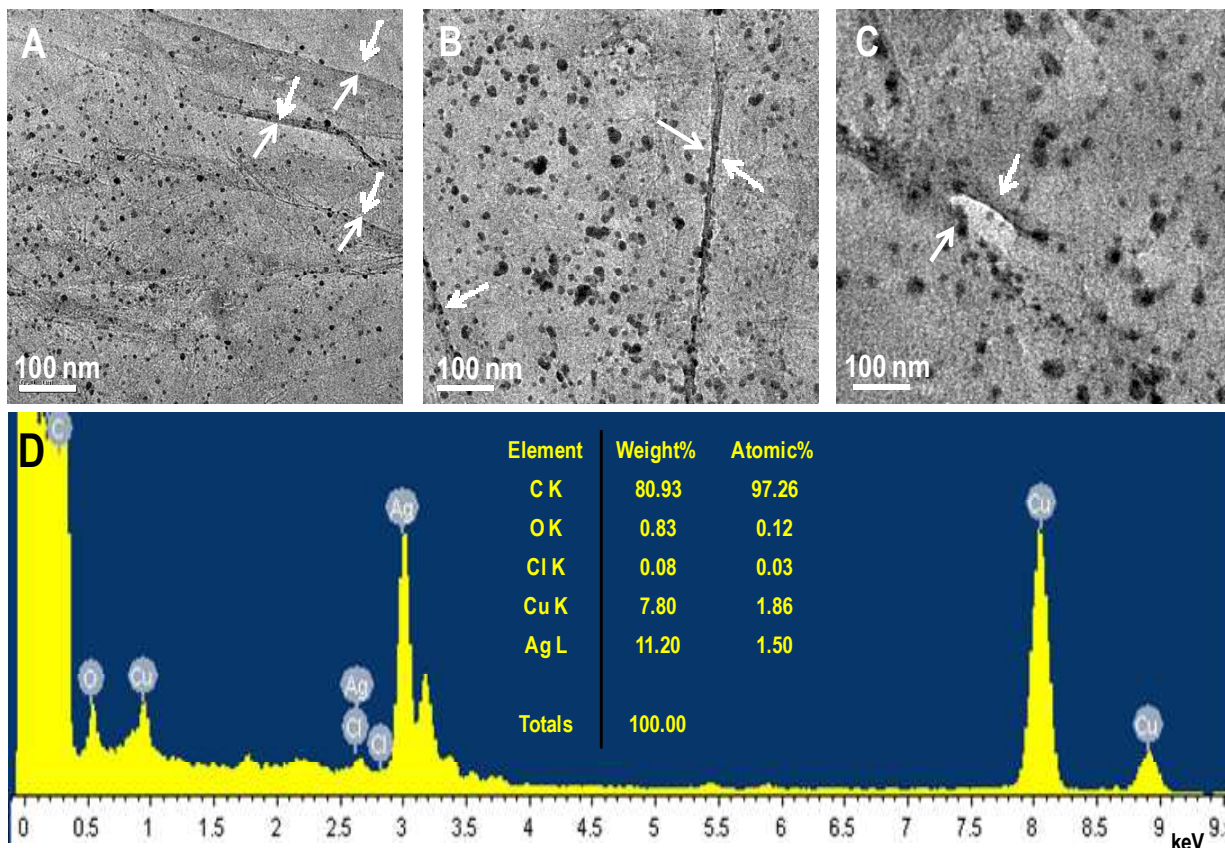 A
B
C
100 nm
100 nm
100 nm
D
C
O
Cu
Ag
Cl
Cl
Ag
Cu
Cu
Element Weight% Atomic%
C K 80.93 97.26
O K 0.83 0.12
Cl K 0.08 0.03
Cu K 7.80 1.86
Ag L 11.20 1.50
Totals 100.00
0 0.5 1 1.5 2 2.5 3 3.5 4 4.5 5 5.5 6 6.5 7 7.5 8 8.5 9 9.
keV